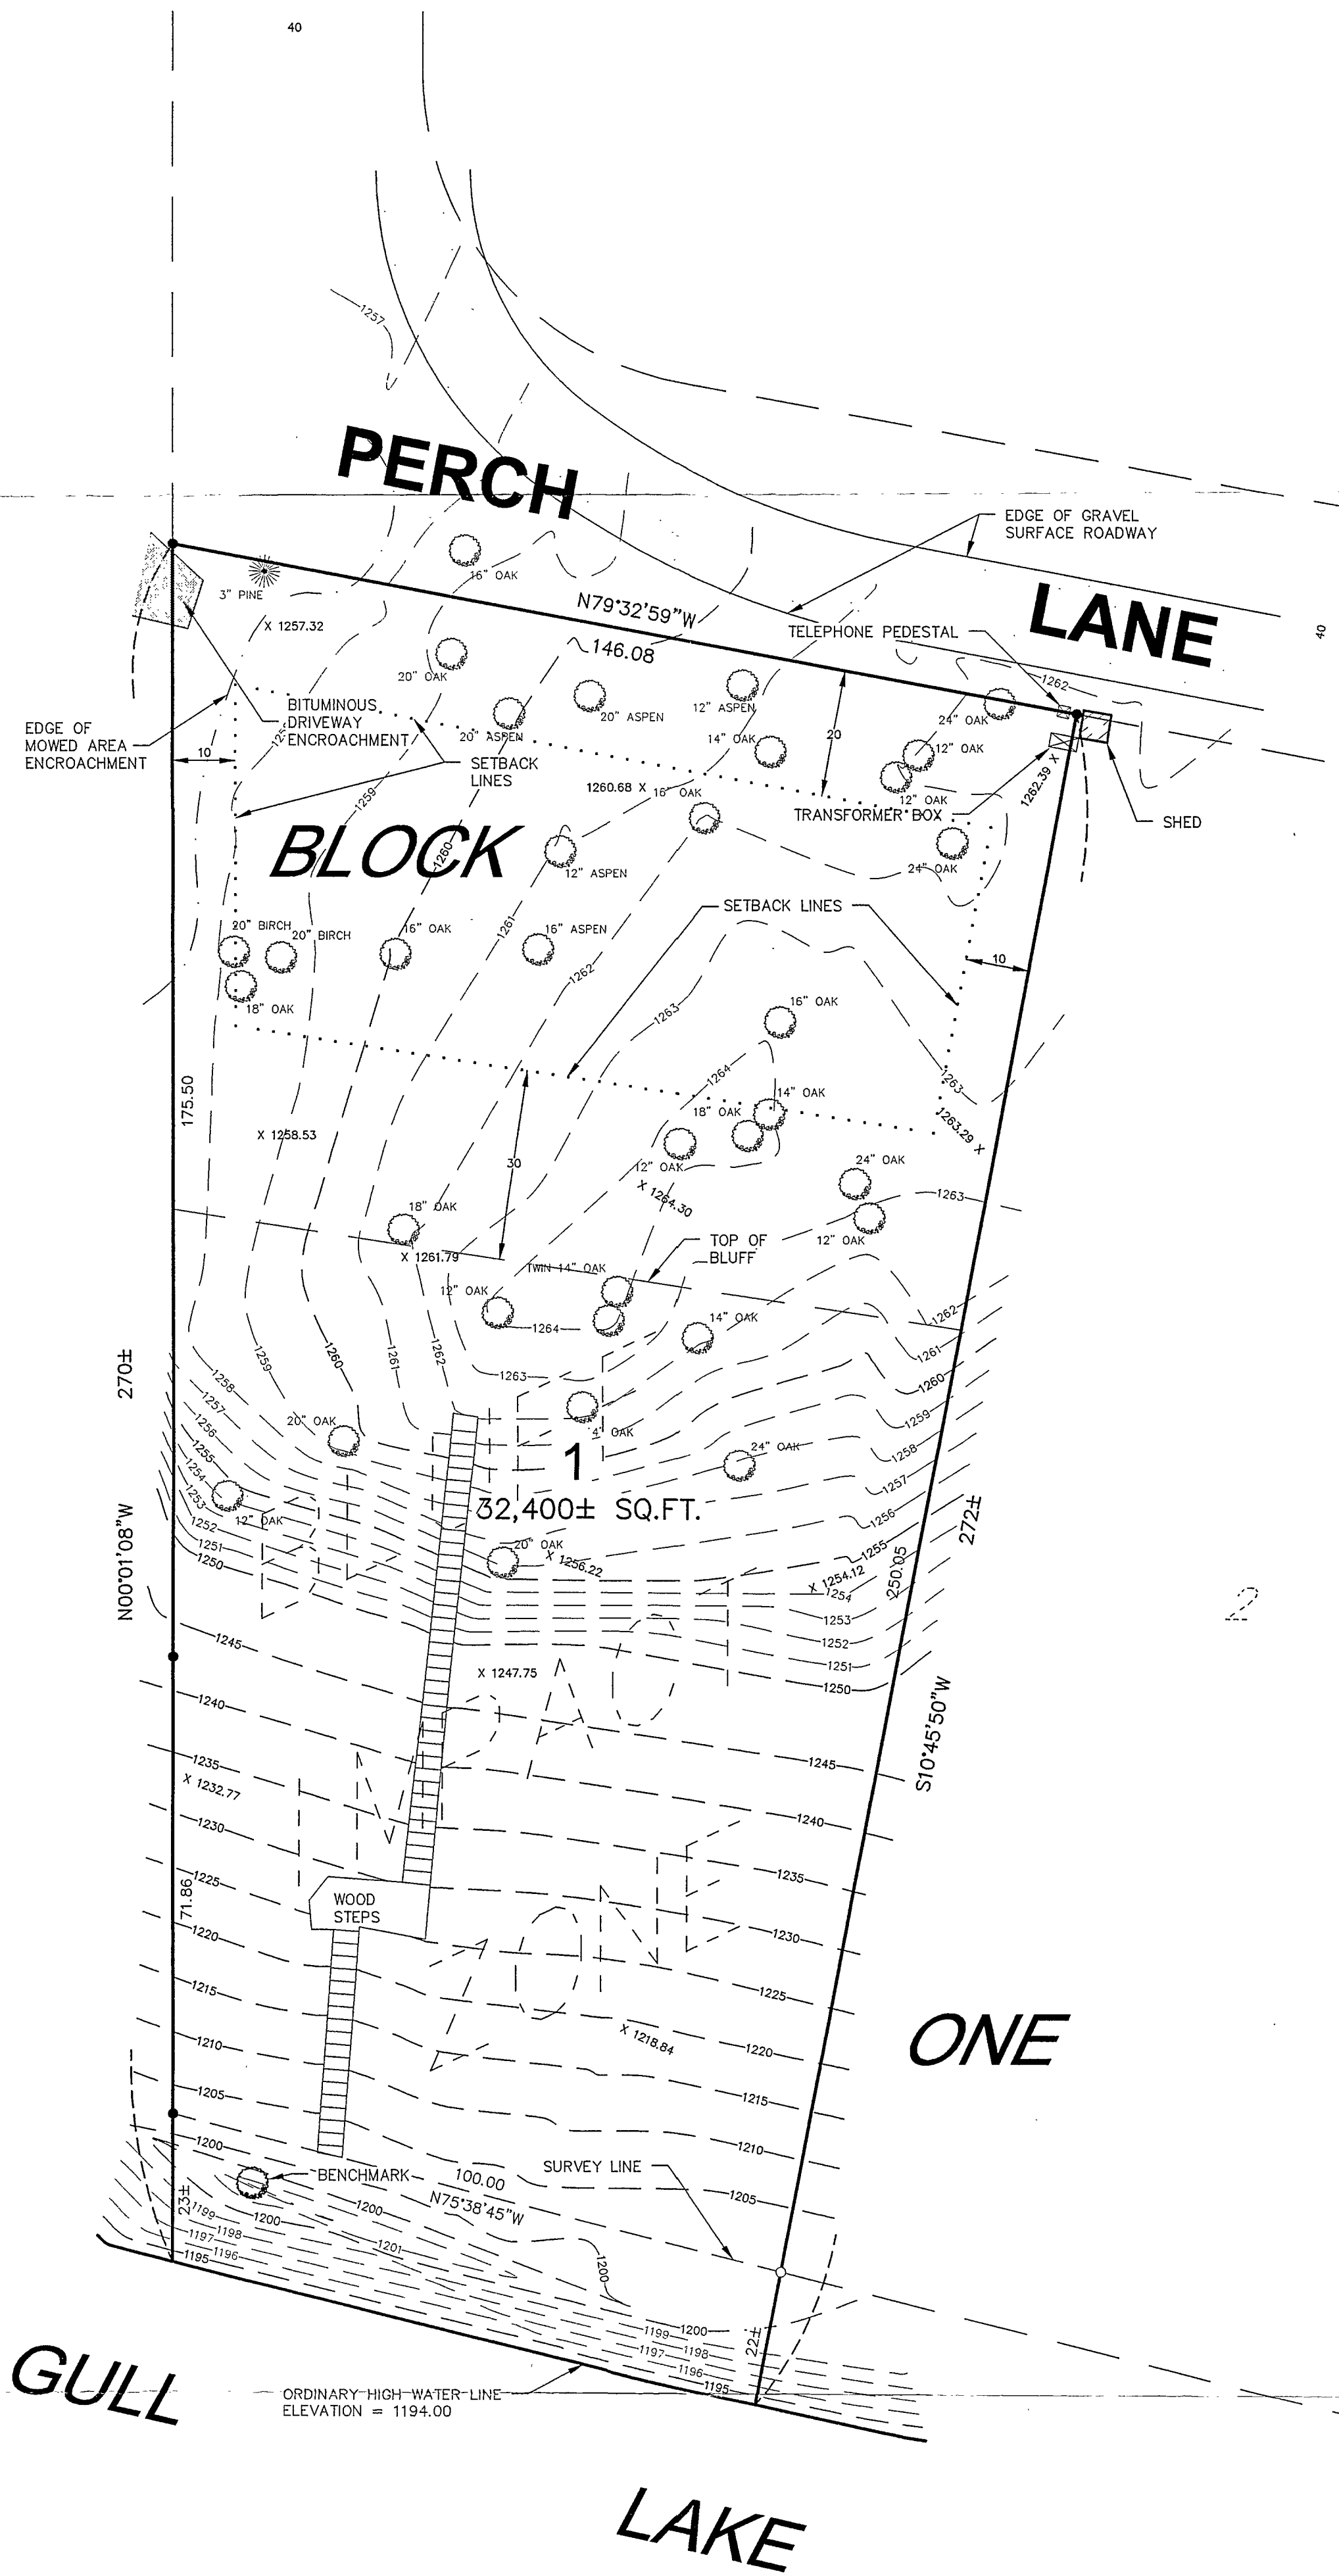 40
1257
PERCH
EDGE OF GRAVEL
SURFACE ROADWAY
16" OAK
3" PINE
N79°32'59"W
LANE
40
X 1257.32
TELEPHONE PEDESTAL
146.08
20" OAK
1262
12" ASPEN
20" ASPEN
24" OAK
BITUMINOUS
DRIVEWAY
ENCROACHMENT
EDGE OF
MOWED AREA
ENCROACHMENT
20" ASPEN
14" OAK
20
12" OAK
10
SETBACK
LINES
1262.39 X
1260.68 X
16" OAK
1259
12" OAK
TRANSFORMER BOX
SHED
BLOCK
1260
12" ASPEN
24" OAK
SETBACK LINES
1261
20" BIRCH
20" BIRCH
16" OAK
16" ASPEN
10
1262
18" OAK
16" OAK
1263
1264
1263
175.50
14" OAK
18" OAK
X 1258.53
1263.29 X
12" OAK
30
24" OAK
X 1264.30
1263
18" OAK
12" OAK
TOP OF
BLUFF
X 1261.79
TWIN 14" OAK
12" OAK
14" OAK
1262
1264
1261
270±
1259
1260
1261
1262
1263
1260
1258
1257
1256
1255
1254
1253
1252
1251
1250
20" OAK
1259
24" OAK
1258
1
1257
32,400± SQ.FT.
12" OAK
1256
272±
20" OAK
X 1256.22
1255
X 1254.12
1254
250.05
N00°01'08"W
1253
1252
1251
1250
2
1245
X 1247.75
1240
S10°45'50"W
1245
1235
X 1232.77
1240
1230
1235
1225
71.86
WOOD
STEPS
1230
1220
1225
1215
X 1218.84
1220
ONE
1210
1215
1205
1210
1200
SURVEY LINE
BENCHMARK
100.00
1205
N75°38'45"W
23±
1199
1200
1200
1198
1197
1196
1201
1195
1200
1200
1199
1198
22±
1197
1196
1195
GULL
ORDINARY HIGH WATER LINE
ELEVATION = 1194.00
LAKE